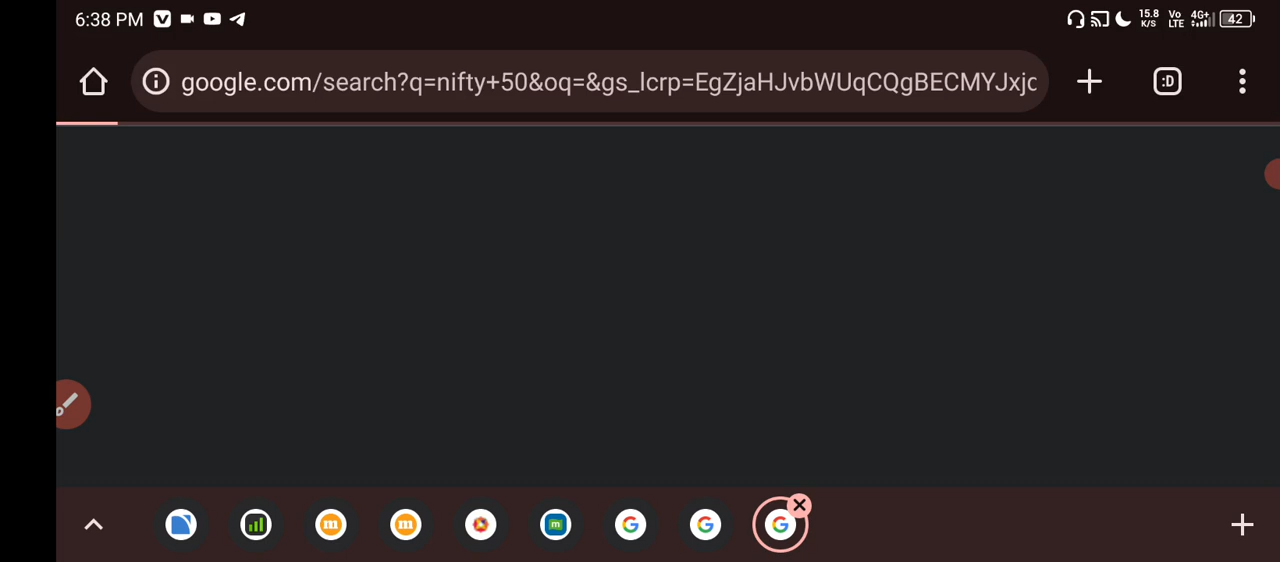 6:38 PM
15.8 K/S Vo LTE 4G+ 42
google.com/search?q=nifty+50&oq=&gs_lcrp=EgZjaHJvbWUqCQgBECMYJxjc
:D
m m m G G G